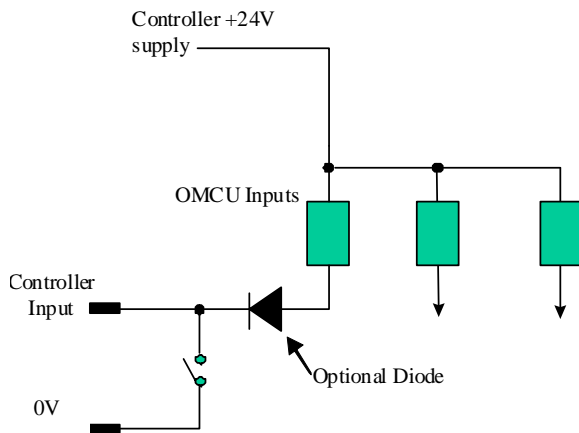 Controller +24V
supply
OMCU Inputs
Controller
Input
Optional Diode
0V